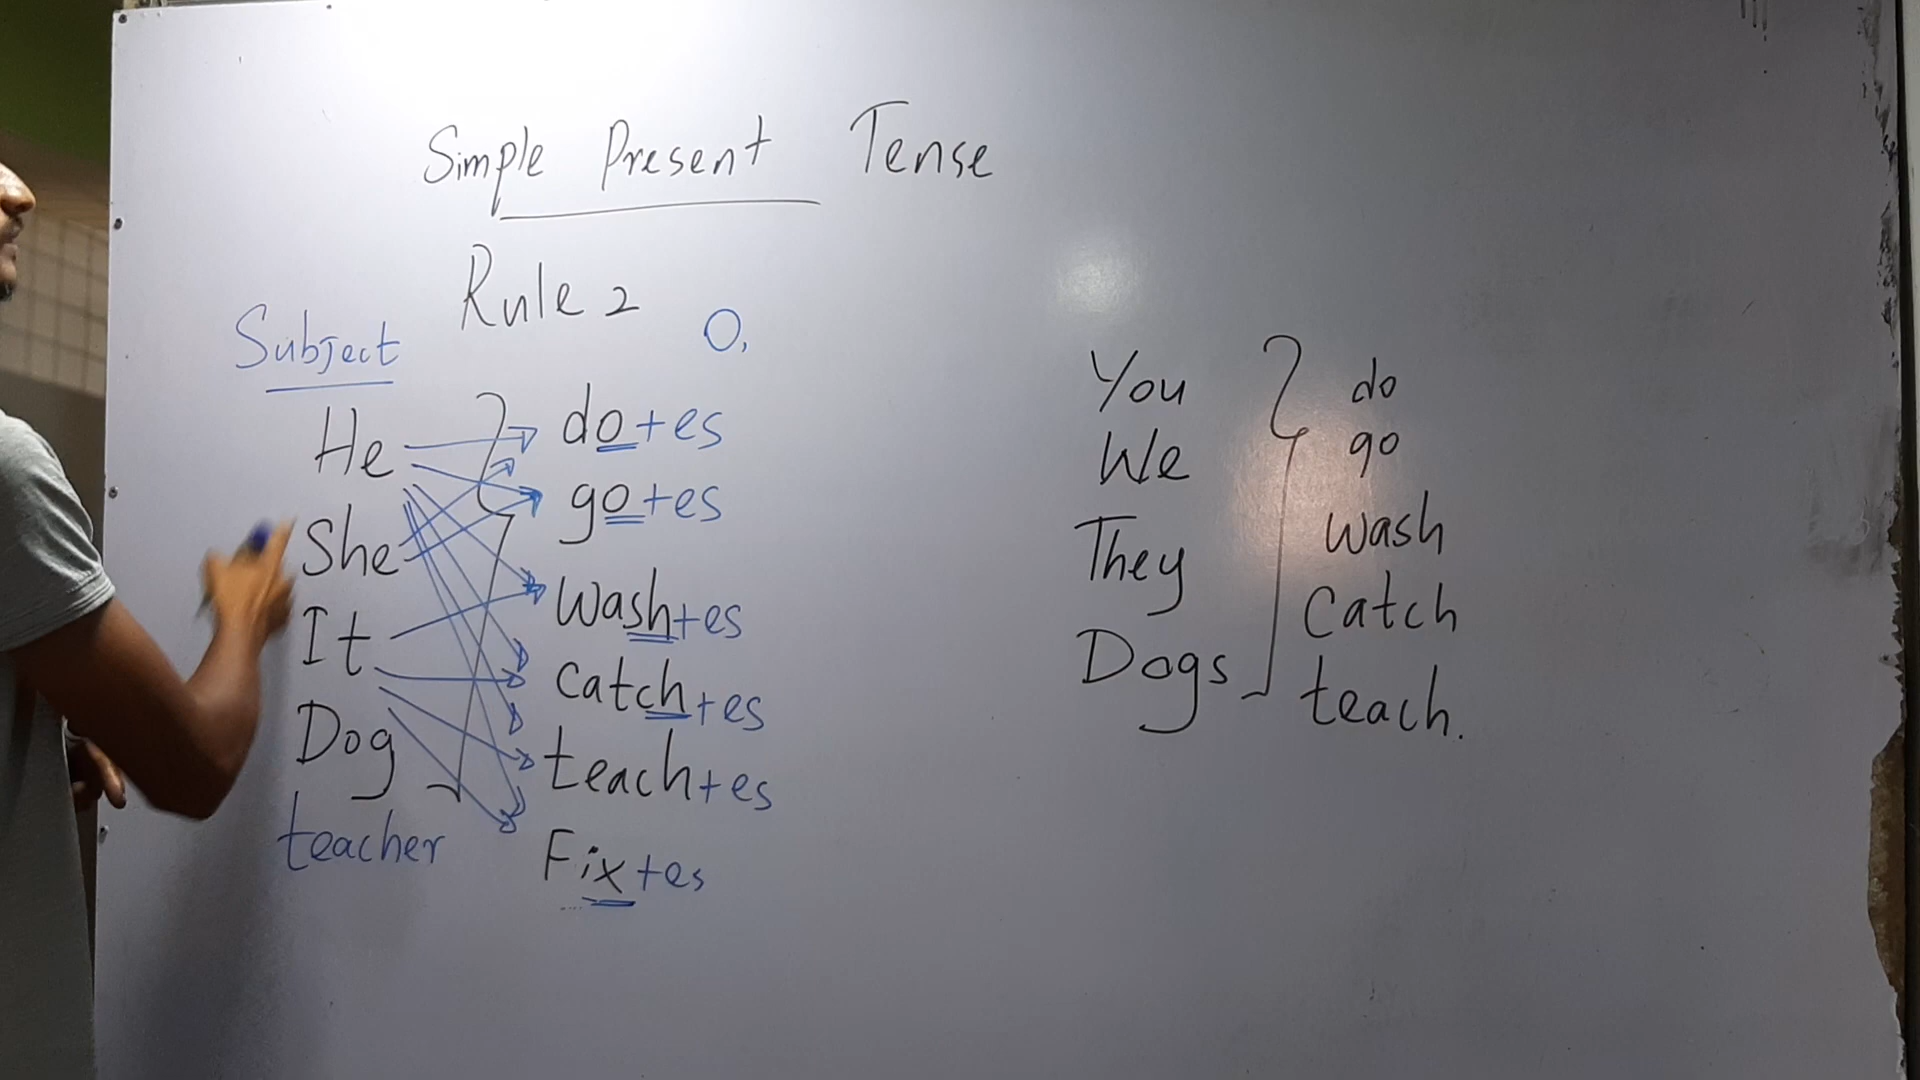 Simple Present Tense
Rule 2
Subject
O,
He
She
It
Dog
teacher
do+es
go+es
wash+es
catch+es
teach+es
Fix+es
You
We
They
Dogs
do
go
wash
catch
teach.